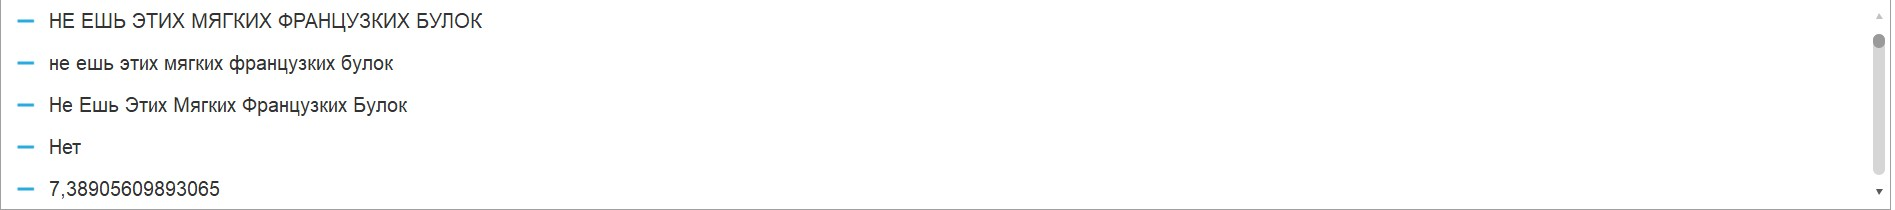 НЕ ЕШЬ ЭТИХ МЯГКИХ ФРАНЦУЗКИХ БУЛОК
не ешь этих мягких французких булок
Не Ешь Этих Мягких Французких Булок
Нет
7,38905609893065